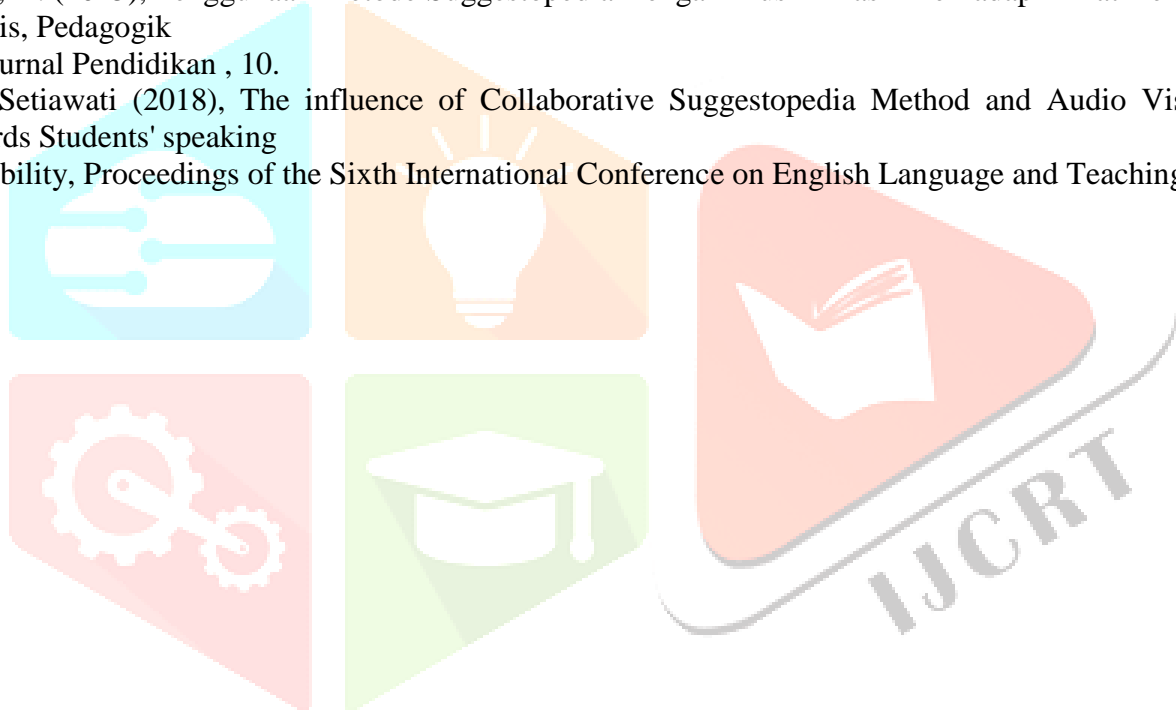 is, Pedagogik
urnal Pendidikan , 10.
Setiawati (2018), The influence of Collaborative Suggestopedia Method and Audio Vis
rds Students' speaking
bility, Proceedings of the Sixth International Conference on English Language and Teaching
IJCRT